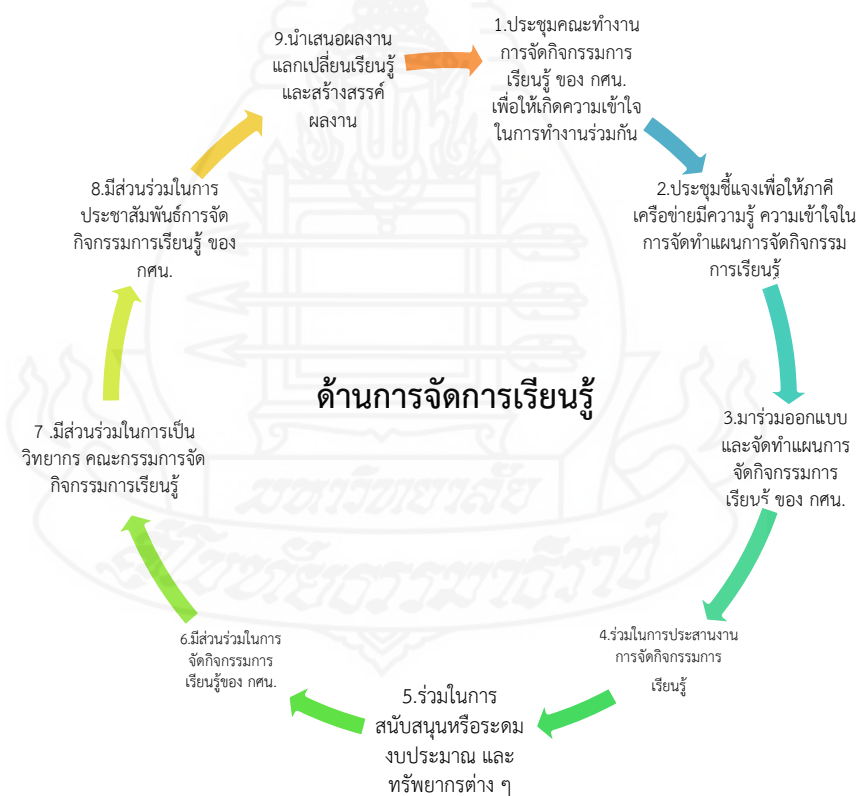 1.ประชุมคณะทำงาน
การจัดกิจกรรมการ
เรียนรู้ ของ กศน.
เพื่อให้เกิดความเข้าใจ
ในการทำงานร่วมกัน
2.ประชุมชี้แจงเพื่อให้ภาคี
เครือข่ายมีความรู้ ความเข้าใจใน
การจัดทำแผนการจัดกิจกรรม
การเรียนรู้
3.มาร่วมออกแบบ
และจัดทำแผนการ
จัดกิจกรรมการ
เรียนรู้ ของ กศน.
4.ร่วมในการประสานงาน
การจัดกิจกรรมการ
เรียนรู้
5.ร่วมในการ
สนับสนุนหรือระดม
งบประมาณ และ
ทรัพยากรต่าง ๆ
6.มีส่วนร่วมในการ
จัดกิจกรรมการ
เรียนรู้ของ กศน.
7 .มีส่วนร่วมในการเป็น
วิทยากร คณะกรรมการจัด
กิจกรรมการเรียนรู้
8.มีส่วนร่วมในการ
ประชาสัมพันธ์การจัด
กิจกรรมการเรียนรู้ ของ
กศน.
9.นำเสนอผลงาน
แลกเปลี่ยนเรียนรู้
และสร้างสรรค์
ผลงาน
ด้านการจัดการเรียนรู้
มหาวิทยาลัย
สุโขทัยธรรมาธิราช